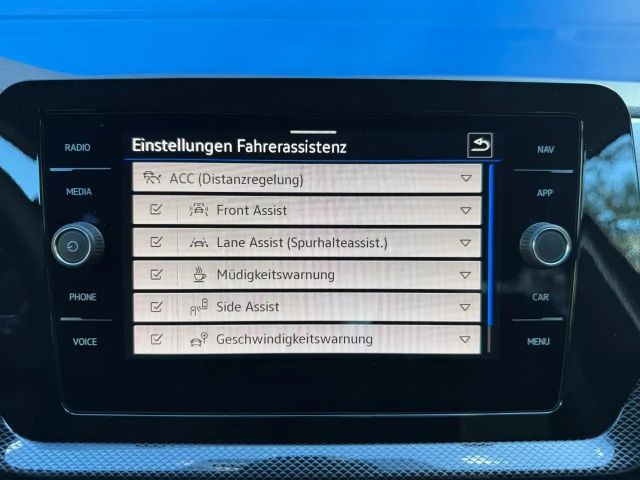 Einstellungen Fahrerassistenz
RADIO
MEDIA
PHONE
VOICE
ACC (Distanzregelung)
Front Assist
Lane Assist (Spurhalteassist.)
Müdigkeitswarnung
Side Assist
Geschwindigkeitswarnung
NAV
APP
CAR
MENU